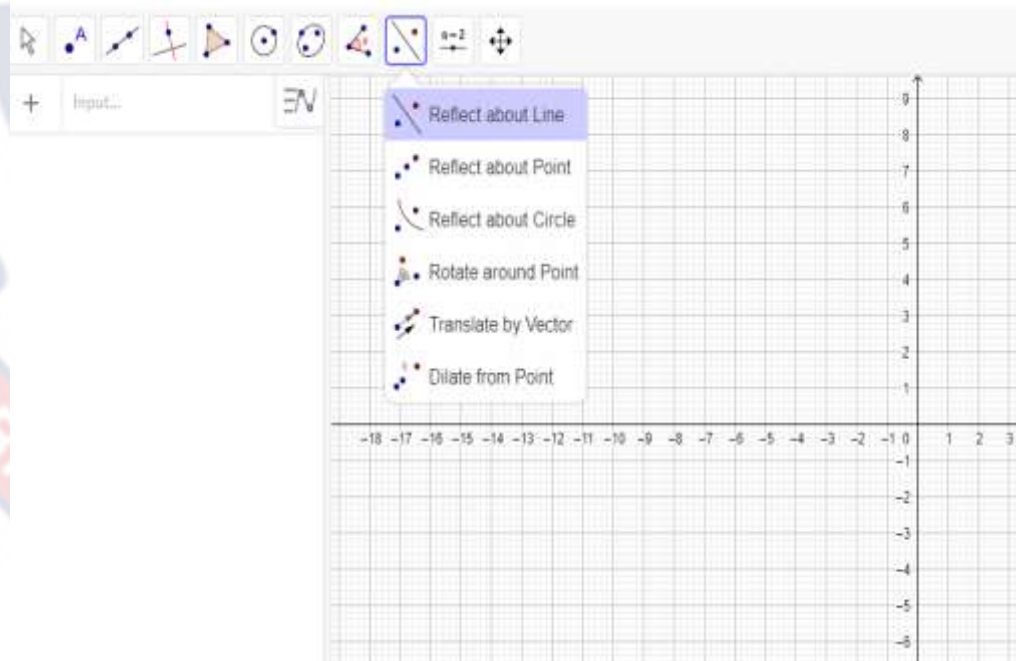 A
a=2
+ Input...
Reflect about Line
Reflect about Point
Reflect about Circle
Rotate around Point
Translate by Vector
Dilate from Point
9
8
7
6
5
4
3
2
1
-18 -17 -16 -15 -14 -13 -12 -11 -10 -9 -8 -7 -6 -5 -4 -3 -2 -1 0 1 2 3
-1
-2
-3
-4
-5
-6